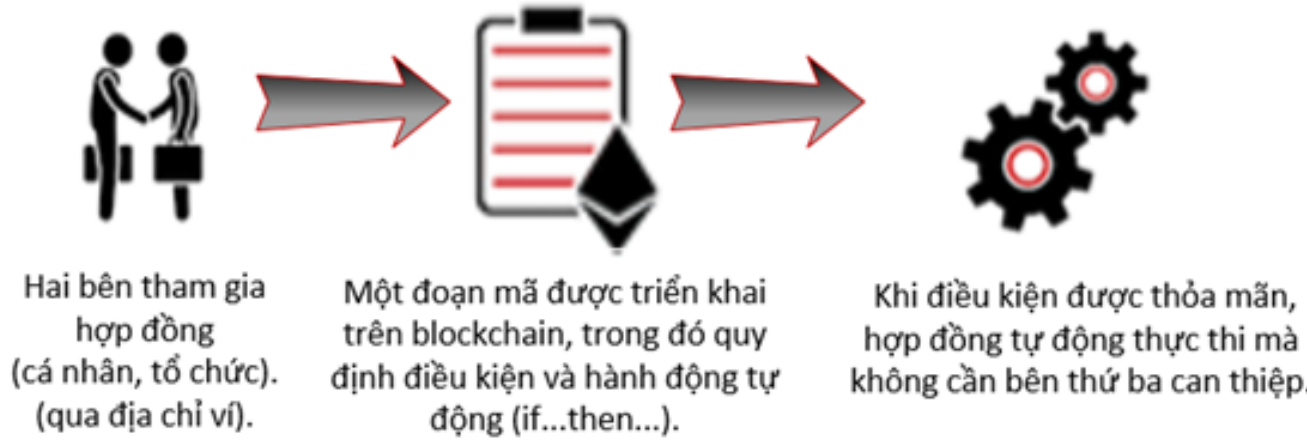 Hai bên tham gia
hợp đồng
(cá nhân, tổ chức).
(qua địa chỉ ví).
Một đoạn mã được triển khai
trên blockchain, trong đó quy
định điều kiện và hành động tự
động (if...then...).
Khi điều kiện được thỏa mãn,
hợp đồng tự động thực thi mà
không cần bên thứ ba can thiệp.